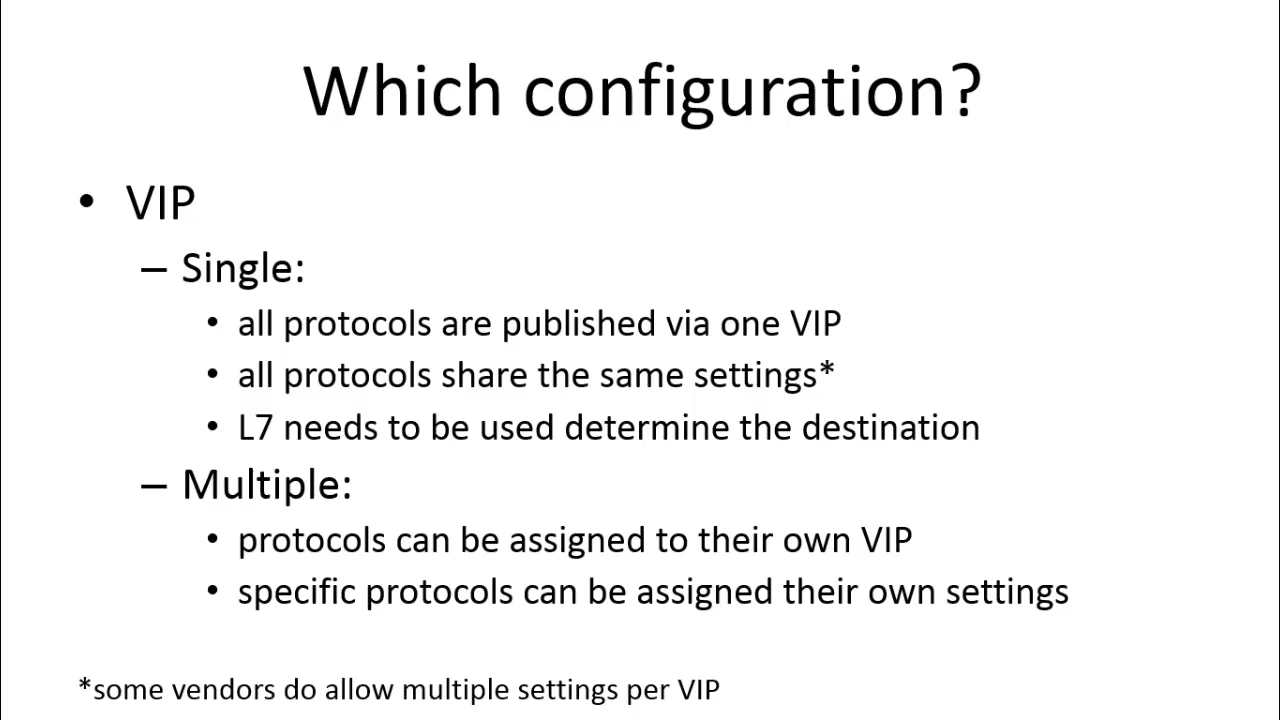 Which configuration?
• VIP
– Single:
• all protocols are published via one VIP
• all protocols share the same settings*
• L7 needs to be used determine the destination
– Multiple:
• protocols can be assigned to their own VIP
• specific protocols can be assigned their own settings
*some vendors do allow multiple settings per VIP